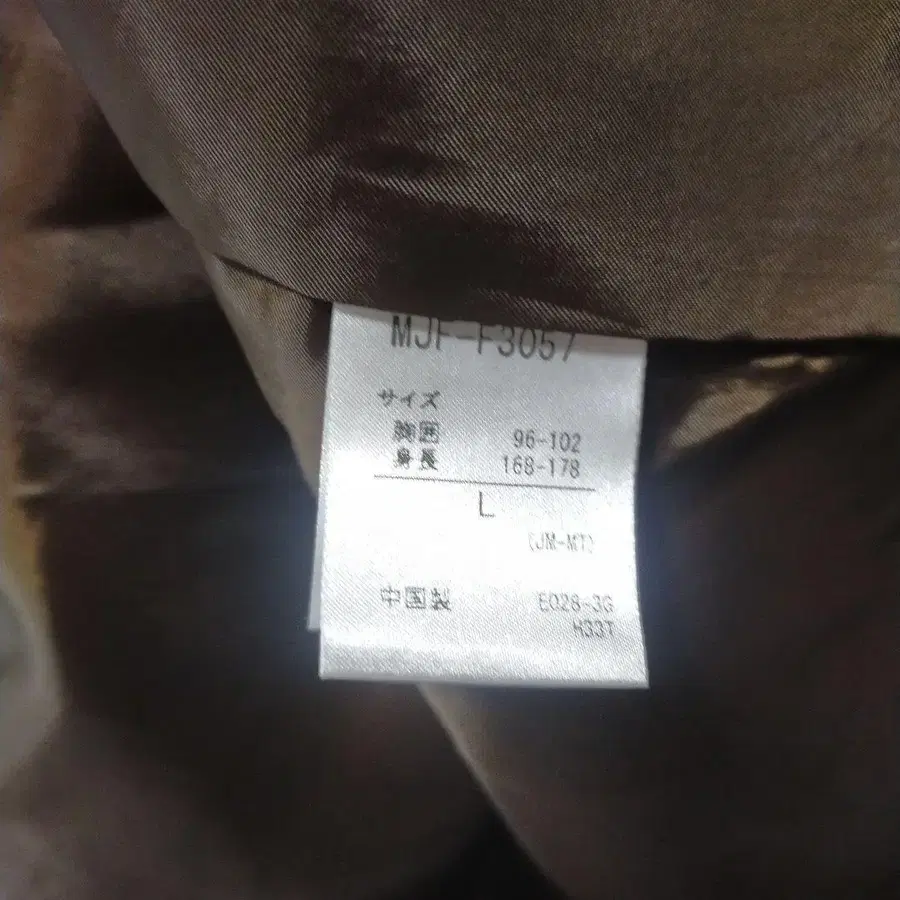 MJF-F3057
サイズ
胸囲 96-102
身長 168-178
L
(JM-MT)
中国製 E028-3G
H33T